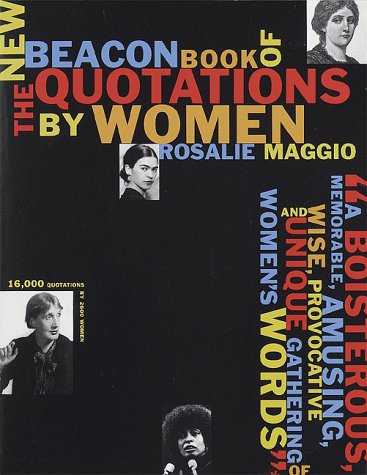 THE NEW
BEACON BOOK OF
QUOTATIONS
BY WOMEN
ROSALIE MAGGIO
"A BOISTEROUS,
MEMORABLE, AMUSING,
WISE, PROVOCATIVE
AND UNIQUE GATHERING OF
WOMEN'S WORDS"
16,000 QUOTATIONS
BY 2600 WOMEN